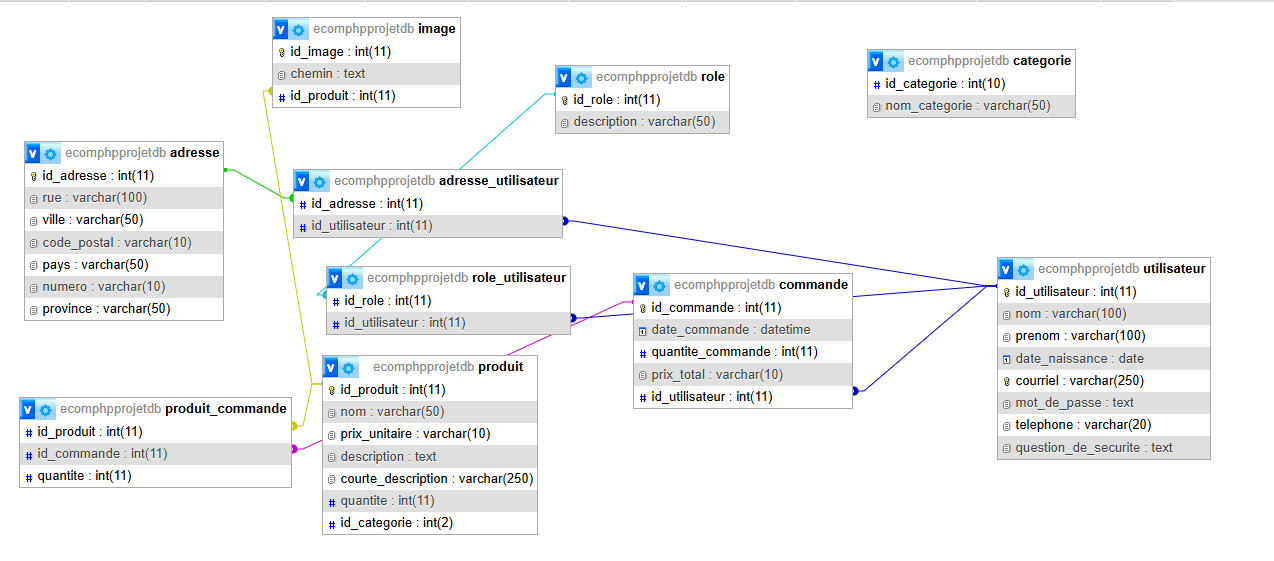 ecomphpprojetdb image
id_image : int(11)
chemin : text
id_produit : int(11)
ecomphpprojetdb role
id_role : int(11)
description : varchar(50)
ecomphpprojetdb categorie
id_categorie : int(10)
nom_categorie : varchar(50)
ecomphpprojetdb adresse
id_adresse : int(11)
rue : varchar(100)
ville : varchar(50)
code_postal : varchar(10)
pays : varchar(50)
numero : varchar(10)
province : varchar(50)
ecomphpprojetdb adresse_utilisateur
id_adresse : int(11)
id_utilisateur : int(11)
ecomphpprojetdb role_utilisateur
id_role : int(11)
id_utilisateur : int(11)
ecomphpprojetdb commande
id_commande : int(11)
date_commande : datetime
quantite_commande : int(11)
prix_total : varchar(10)
id_utilisateur : int(11)
ecomphpprojetdb utilisateur
id_utilisateur : int(11)
nom : varchar(100)
prenom : varchar(100)
date_naissance : date
courriel : varchar(250)
mot_de_passe : text
telephone : varchar(20)
question_de_securite : text
ecomphpprojetdb produit
id_produit : int(11)
nom : varchar(50)
prix_unitaire : varchar(10)
description : text
courte_description : varchar(250)
quantite : int(11)
id_categorie : int(2)
ecomphpprojetdb produit_commande
id_produit : int(11)
id_commande : int(11)
quantite : int(11)